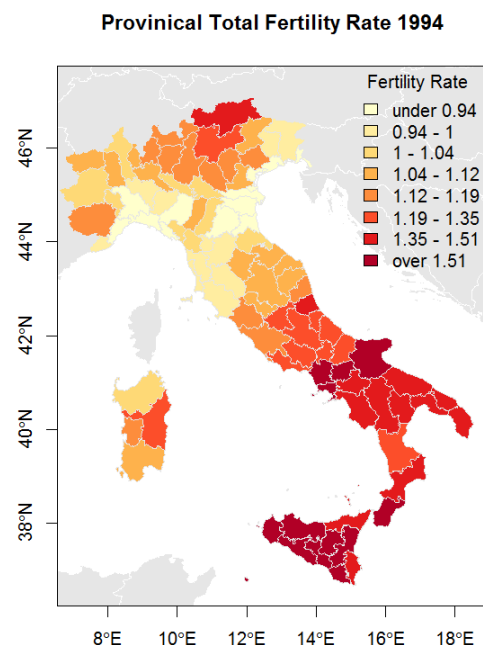 Provinical Total Fertility Rate 1994
Fertility Rate
under 0.94
0.94 - 1
1 - 1.04
1.04 - 1.12
1.12 - 1.19
1.19 - 1.35
1.35 - 1.51
over 1.51
46°N
44°N
42°N
40°N
38°N
8°E 10°E 12°E 14°E 16°E 18°E